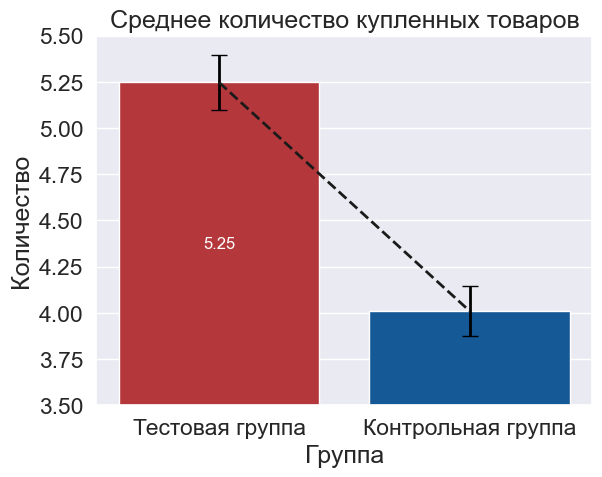 Среднее количество купленных товаров
Количество
5.50
5.25
5.00
4.75
4.50
4.25
4.00
3.75
3.50
5.25
Тестовая группа
Контрольная группа
Группа